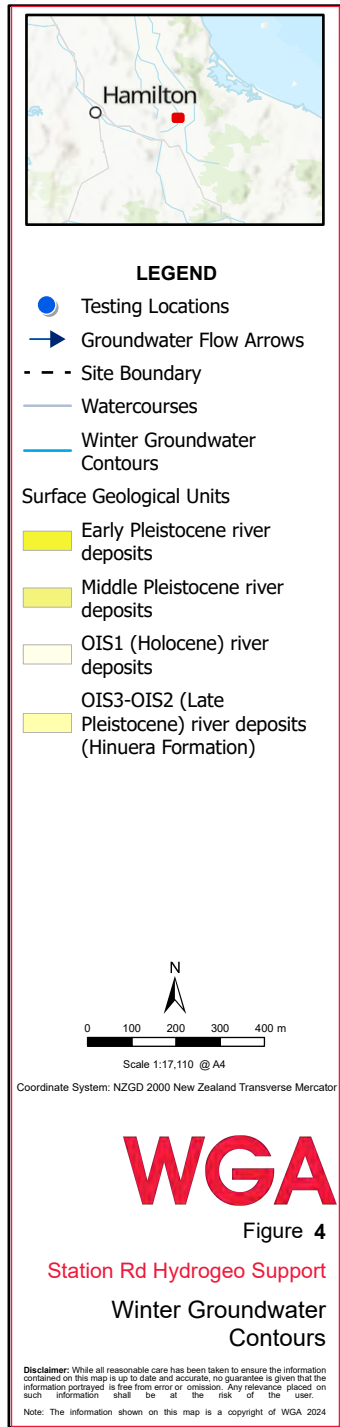 Hamilton
LEGEND
Testing Locations
Groundwater Flow Arrows
Site Boundary
Watercourses
Winter Groundwater
Contours
Surface Geological Units
Early Pleistocene river
deposits
Middle Pleistocene river
deposits
OIS1 (Holocene) river
deposits
OIS3-OIS2 (Late
Pleistocene) river deposits
(Hinuera Formation)
N
0 100 200 300 400 m
Scale 1:17,110 @ A4
Coordinate System: NZGD 2000 New Zealand Transverse Mercator
WGA
Figure 4
Station Rd Hydrogeo Support
Winter Groundwater
Contours
Disclaimer: While all reasonable care has been taken to ensure the information
contained on this map is up to date and accurate, no guarantee is given that the
information portrayed is free from error or omission. Any relevance placed on
such information shall be at the risk of the user.
Note: The information shown on this map is a copyright of WGA 2024